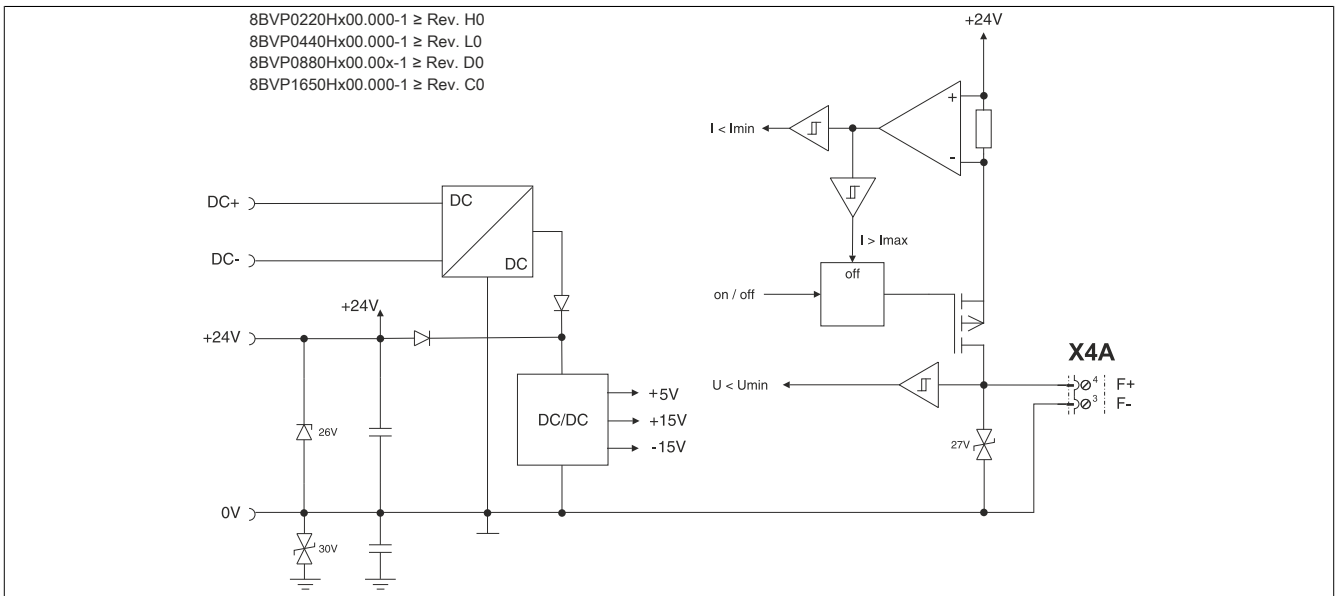 8BVP0220Hx00.000-1 ≥ Rev. H0
8BVP0440Hx00.000-1 ≥ Rev. L0
8BVP0880Hx00.00x-1 ≥ Rev. D0
8BVP1650Hx00.000-1 ≥ Rev. C0
+24V
+
-
I < Imin
I > Imax
off
on / off
DC+
DC
DC-
DC
+24V
+24V
U < Umin
X4A
4
F+
3
F-
26V
DC/DC
+5V
+15V
-15V
27V
0V
30V